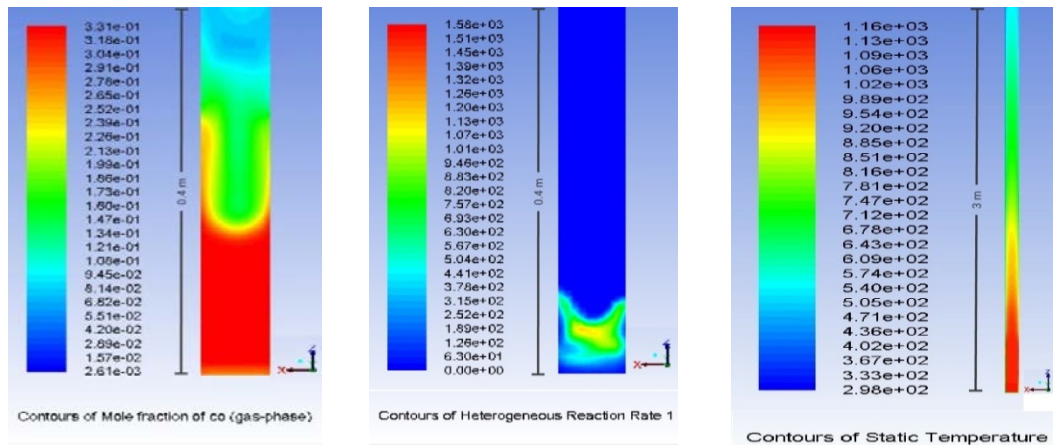 3.31e-01
3.18e-01
3.04e-01
2.91e-01
2.78e-01
2.65e-01
2.52e-01
2.39e-01
2.26e-01
2.13e-01
1.99e-01
1.86e-01
1.73e-01
1.60e-01
1.47e-01
1.34e-01
1.21e-01
1.08e-01
9.45e-02
8.14e-02
6.82e-02
5.51e-02
4.20e-02
2.89e-02
1.57e-02
2.61e-03
0.4 m
X
Z
Contours of Mole fraction of co (gas-phase)
1.58e+03
1.51e+03
1.45e+03
1.39e+03
1.32e+03
1.26e+03
1.20e+03
1.13e+03
1.07e+03
1.01e+03
9.46e+02
8.83e+02
8.20e+02
7.57e+02
6.93e+02
6.30e+02
5.67e+02
5.04e+02
4.41e+02
3.78e+02
3.15e+02
2.52e+02
1.89e+02
1.26e+02
6.30e+01
0.00e+00
0.4 m
X
Z
Contours of Heterogeneous Reaction Rate 1
1.16e+03
1.13e+03
1.09e+03
1.06e+03
1.02e+03
9.89e+02
9.54e+02
9.20e+02
8.85e+02
8.51e+02
8.16e+02
7.81e+02
7.47e+02
7.12e+02
6.78e+02
6.43e+02
6.09e+02
5.74e+02
5.40e+02
5.05e+02
4.71e+02
4.36e+02
4.02e+02
3.67e+02
3.33e+02
2.98e+02
3 m
X
Z
Contours of Static Temperature